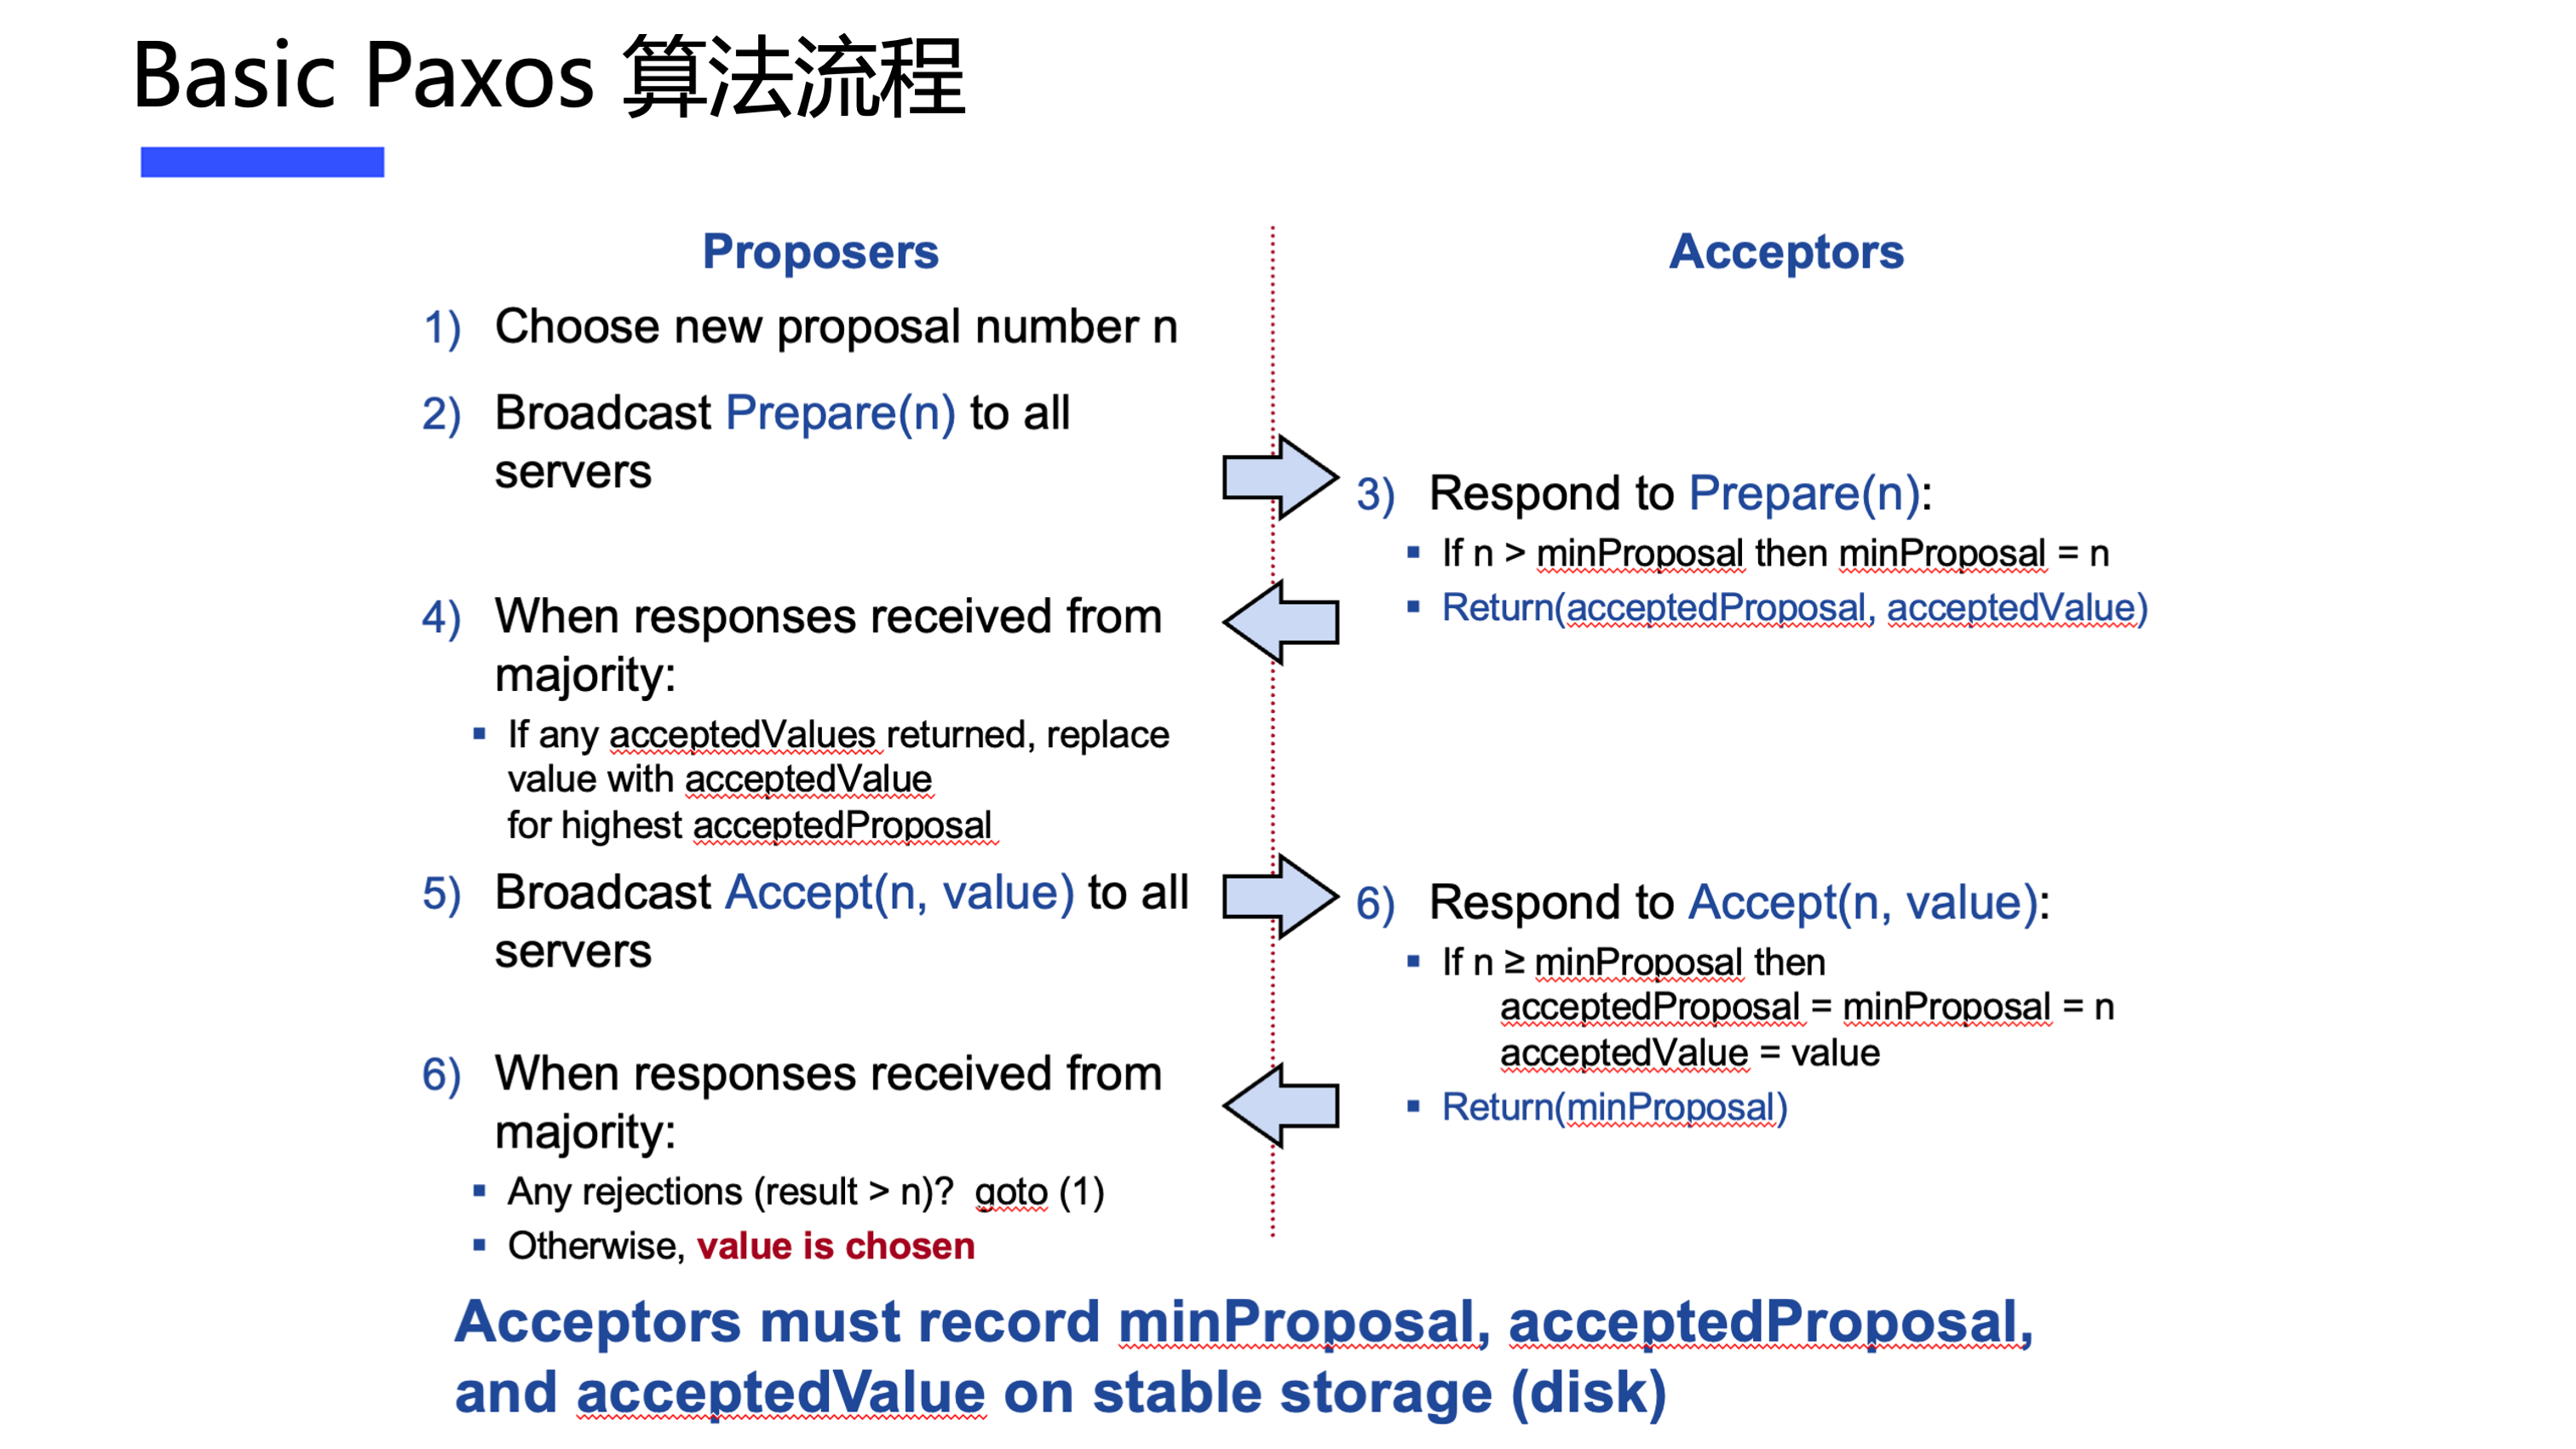 Basic Paxos 算法流程
Proposers
1) Choose new proposal number n
2) Broadcast Prepare(n) to all
servers
4) When responses received from
majority:
▪ If any acceptedValues returned, replace
value with acceptedValue
for highest acceptedProposal
5) Broadcast Accept(n, value) to all
servers
6) When responses received from
majority:
▪ Any rejections (result > n)? goto (1)
▪ Otherwise, value is chosen
Acceptors
3) Respond to Prepare(n):
▪ If n > minProposal then minProposal = n
▪ Return(acceptedProposal, acceptedValue)
6) Respond to Accept(n, value):
▪ If n ≥ minProposal then
acceptedProposal = minProposal = n
acceptedValue = value
▪ Return(minProposal)
Acceptors must record minProposal, acceptedProposal,
and acceptedValue on stable storage (disk)